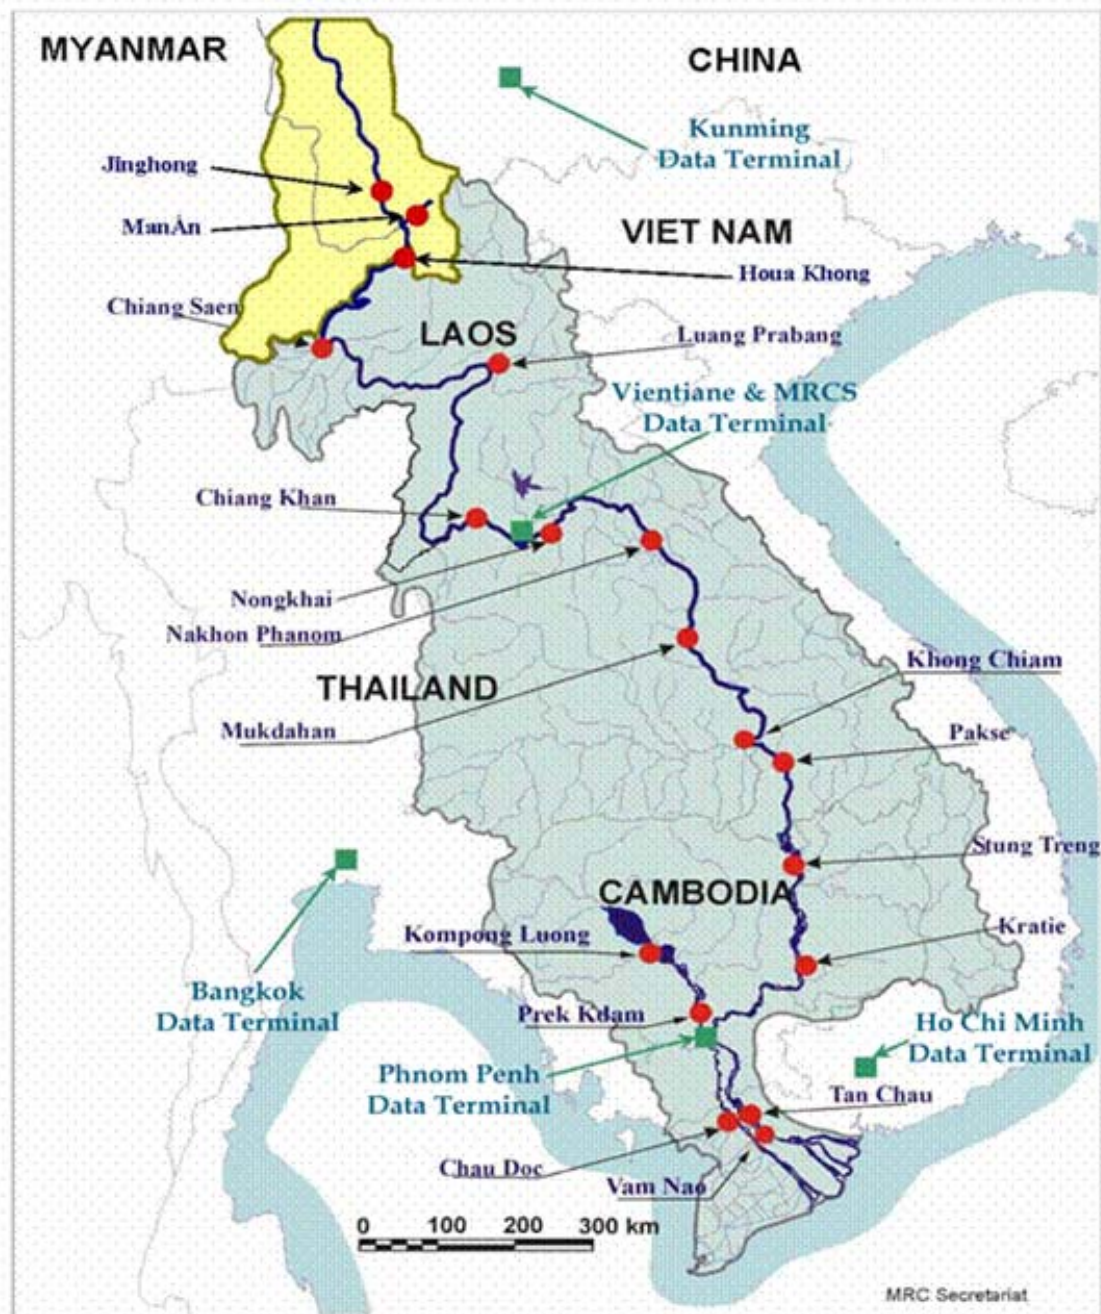 MYANMAR
CHINA
Kunming
Data Terminal
Jinghong
ManAn
VIET NAM
Houa Khong
Chiang Saen
LAOS
Luang Prabang
Vientiane & MRCS
Data Terminal
Chiang Khan
Nongkhai
Nakhon Phanom
Khong Chiam
THAILAND
Mukdahan
Pakse
Stung Treng
CAMBODIA
Kompong Luong
Kratie
Bangkok
Data Terminal
Prek Kdam
Ho Chi Minh
Data Terminal
Phnom Penh
Data Terminal
Tan Chau
Chau Doc
Vam Nao
0 100 200 300 km
MRC Secretariat